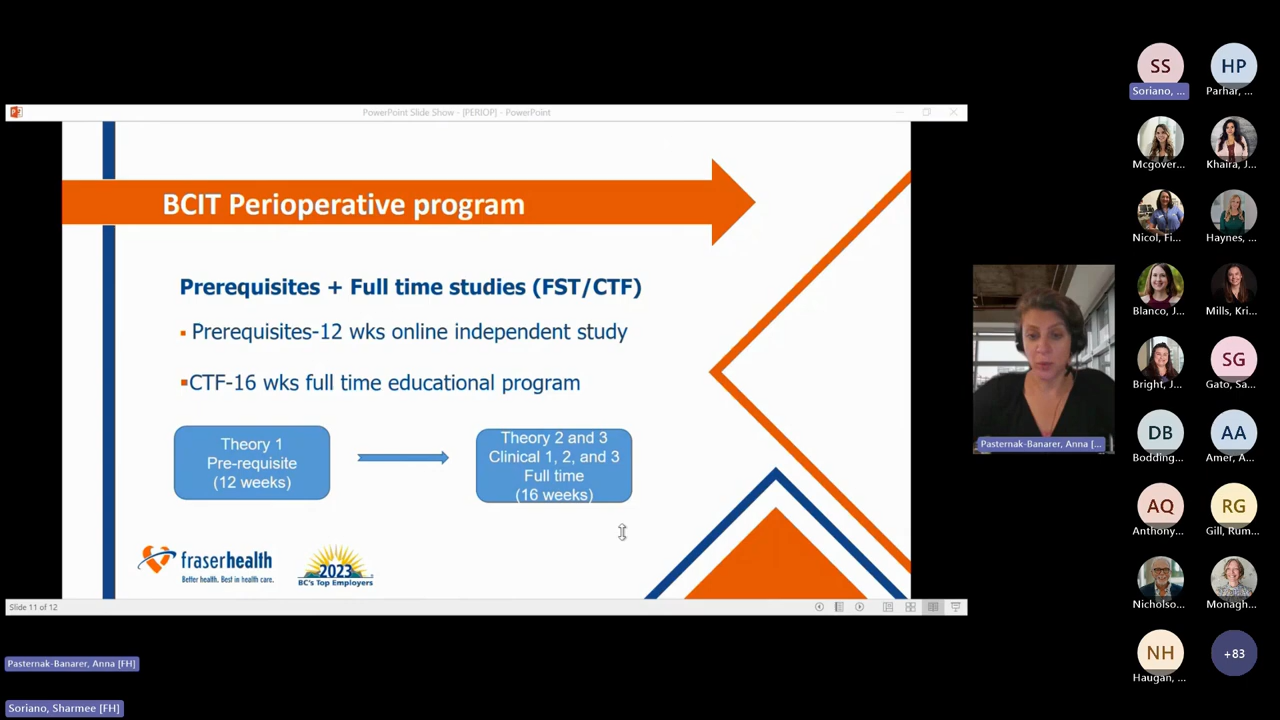 PowerPoint Slide Show - [PERIOP] - PowerPoint
BCIT Perioperative program
Prerequisites + Full time studies (FST/CTF)
Prerequisites-12 wks online independent study
CTF-16 wks full time educational program
Theory 1
Pre-requisite
(12 weeks)
Theory 2 and 3
Clinical 1, 2, and 3
Full time
(16 weeks)
fraserhealth
Better health. Best in health care.
2023
BC's Top Employers
Slide 11 of 12
Pasternak-Banarer, Anna [...
SS
Soriano, ...
HP
Parhar, ...
Mcgover...
Khaira, J...
Nicol, Fi...
Haynes, ...
Blanco, J...
Mills, Kri...
Bright, J...
SG
Gato, Sa...
DB
Bodding...
AA
Amer, A...
AQ
Anthony...
RG
Gill, Rum...
Nicholso...
Monagh...
NH
Haugan, ...
+83
Pasternak-Banarer, Anna [FH]
Soriano, Sharmee [FH]